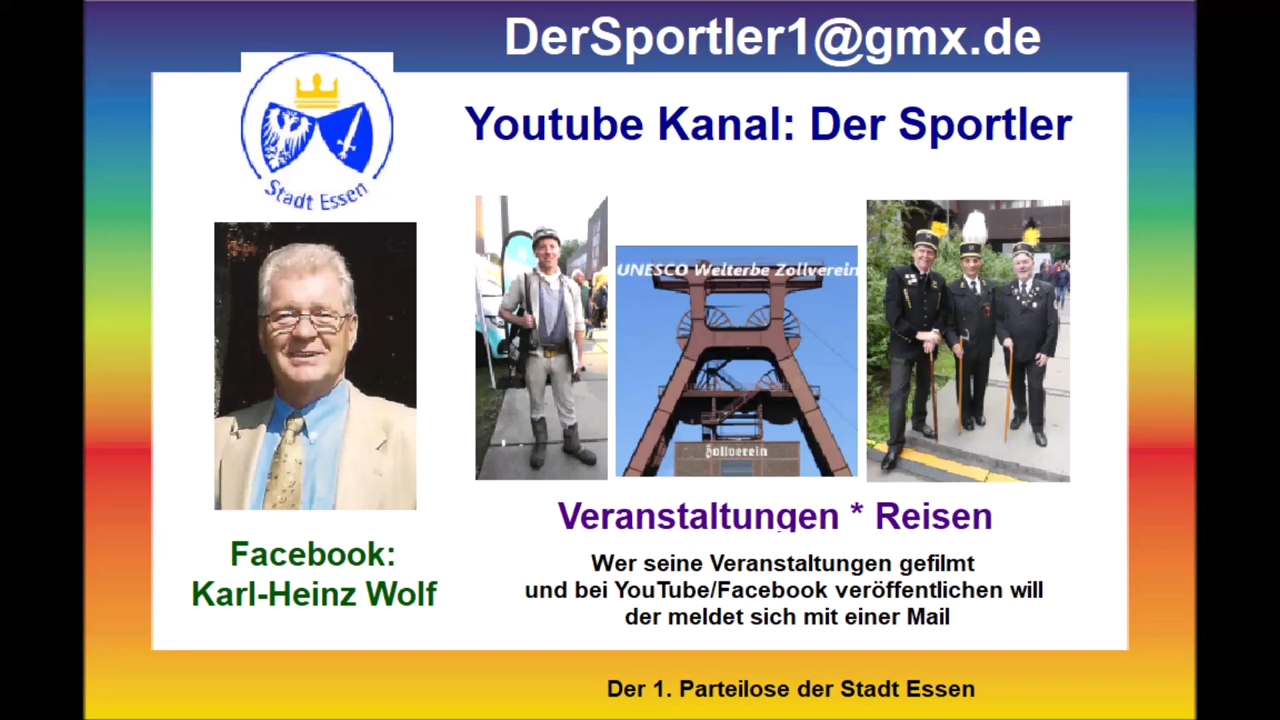 DerSportler1@gmx.de
Youtube Kanal: Der Sportler
Stadt Essen
UNESCO Welterbe Zollverein
Zollverein
Veranstaltungen * Reisen
Facebook:
Karl-Heinz Wolf
Wer seine Veranstaltungen gefilmt
und bei YouTube/Facebook veröffentlichen will
der meldet sich mit einer Mail
Der 1. Parteilose der Stadt Essen